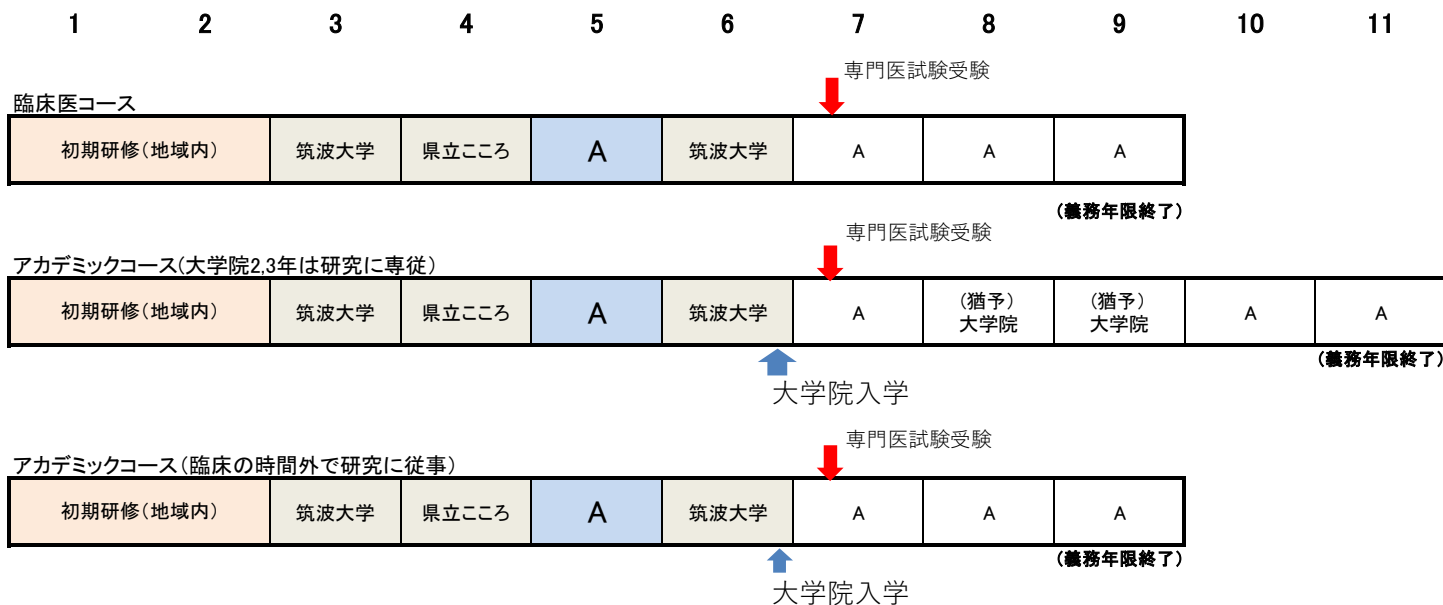 1 2 3 4 5 6 7 8 9 10 11
専門医試験受験
臨床医コース
初期研修(地域内) 筑波大学 県立こころ A 筑波大学 A A A
(義務年限終了)
専門医試験受験
アカデミックコース(大学院2,3年は研究に専従)
初期研修(地域内) 筑波大学 県立こころ A 筑波大学 A (猶予) 大学院 (猶予) 大学院 A A
(義務年限終了)
大学院入学
専門医試験受験
アカデミックコース(臨床の時間外で研究に従事)
初期研修(地域内) 筑波大学 県立こころ A 筑波大学 A A A
(義務年限終了)
大学院入学